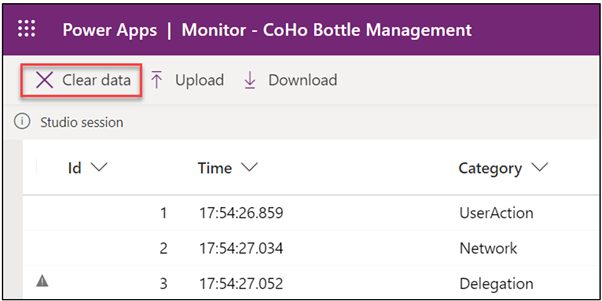 Power Apps | Monitor - CoHo Bottle Management
Clear data Upload Download
Studio session
Id Time Category
1 17:54:26.859 UserAction
2 17:54:27.034 Network
3 17:54:27.052 Delegation